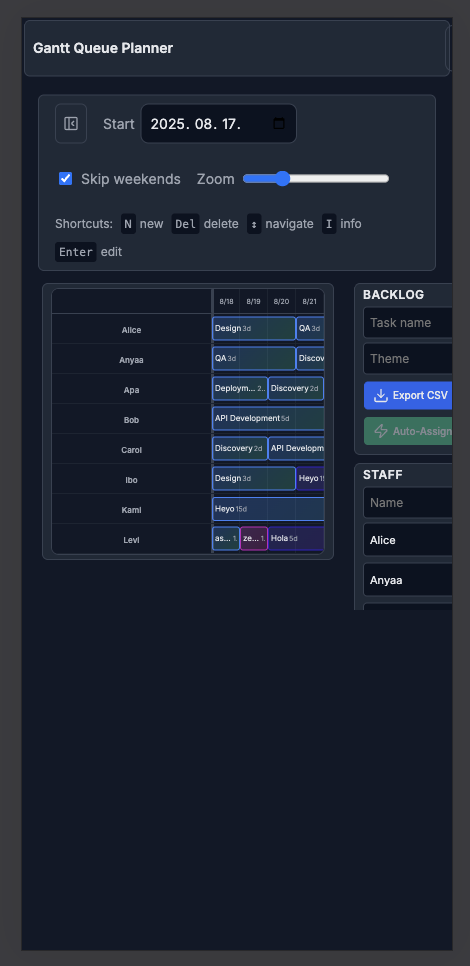 Gantt Queue Planner
Start 2025. 08. 17.
Skip weekends Zoom
Shortcuts: N new Del delete ↕ navigate I info
Enter edit
8/18 8/19 8/20 8/21
Alice Design 3d QA 3d
Anyaa QA 3d Discov
Apa Deploym... 2.. Discovery 2d
Bob API Development 5d
Carol Discovery 2d API Developm
Ibo Design 3d Heyo
Kami Heyo 15d
Levi as... 1. ze... 1. Hola 5d
BACKLOG
Task name
Theme
Export CSV
Auto-Assign
STAFF
Name
Alice
Anyaa